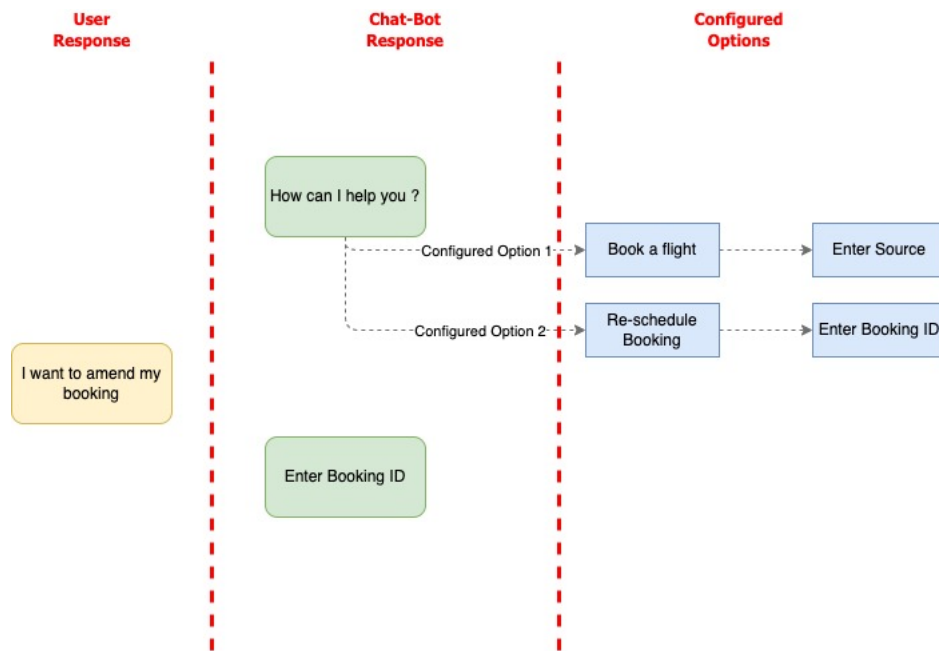 User
Response
Chat-Bot
Response
Configured
Options
How can I help you ?
Configured Option 1
Book a flight
Enter Source
Configured Option 2
Re-schedule
Booking
Enter Booking ID
I want to amend my
booking
Enter Booking ID